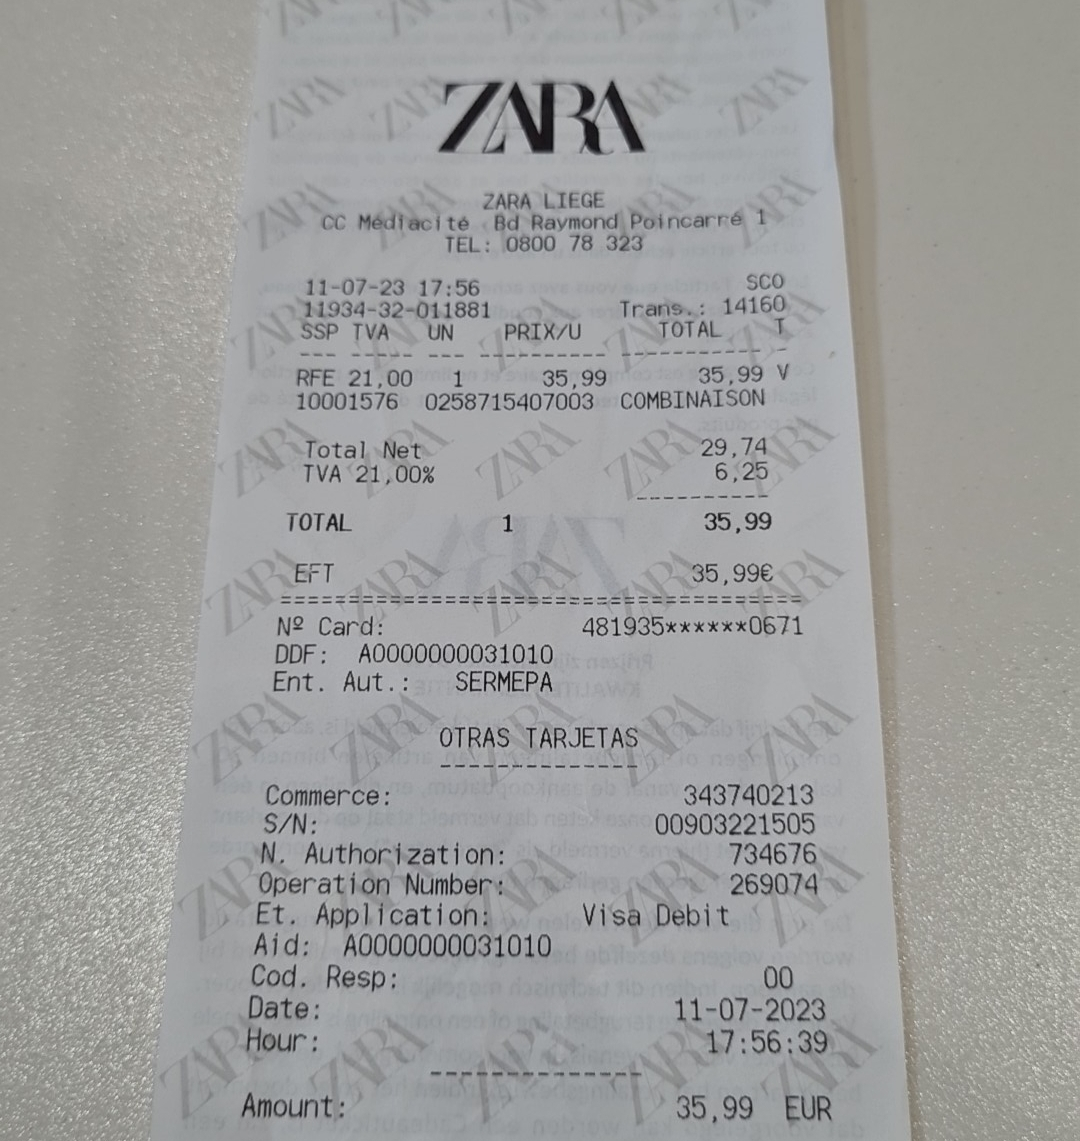 ZARA
ZARA LIEGE
CC Médiacité Bd Raymond Poincarré 1
TEL: 0800 78 323
11-07-23 17:56 SCO
11934-32-011881 Trans.: 14160
SSP TVA UN PRIX/U TOTAL T
--- ----- --- ---------- ----------- -
RFE 21,00 1 35,99 35,99 V
10001576 0258715407003 COMBINAISON
Total Net 29,74
TVA 21,00% 6,25
----------
TOTAL 1 35,99
EFT 35,99€
========================================
Nº Card: 481935******0671
DDF: A0000000031010
Ent. Aut.: SERMEPA
OTRAS TARJETAS
---------------
Commerce: 343740213
S/N: 00903221505
N. Authorization: 734676
Operation Number: 269074
Et. Application: Visa Debit
Aid: A0000000031010
Cod. Resp: 00
Date: 11-07-2023
Hour: 17:56:39
---------------
Amount: 35,99 EUR